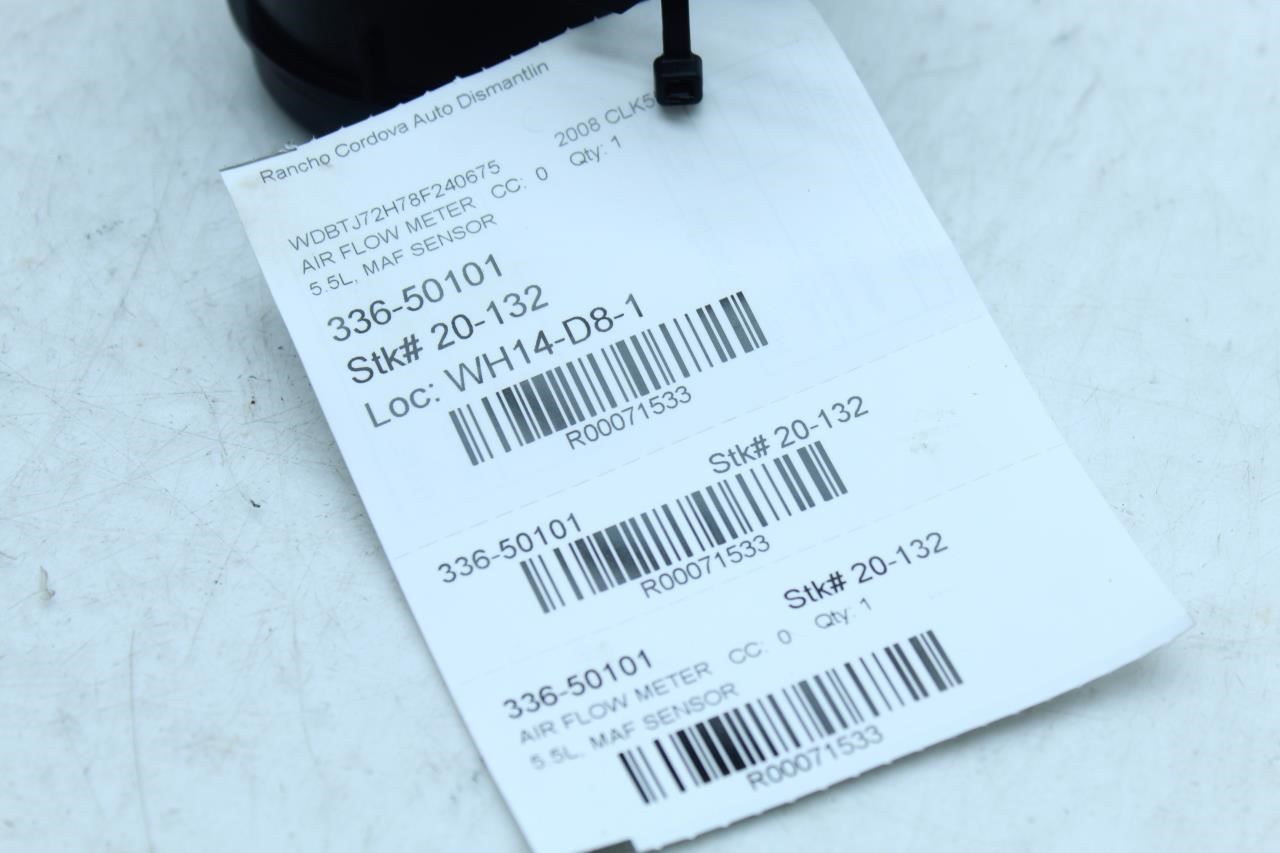 Rancho Cordova Auto Dismantlin
WDBTJ72H78F240675 2008 CLK5
AIR FLOW METER CC: 0 Qty: 1
5.5L, MAF SENSOR
336-50101
Stk# 20-132
Loc: WH14-D8-1
R00071533
Stk# 20-132
336-50101
R00071533
Stk# 20-132
336-50101
AIR FLOW METER CC: 0 Qty: 1
5.5L, MAF SENSOR
R00071533